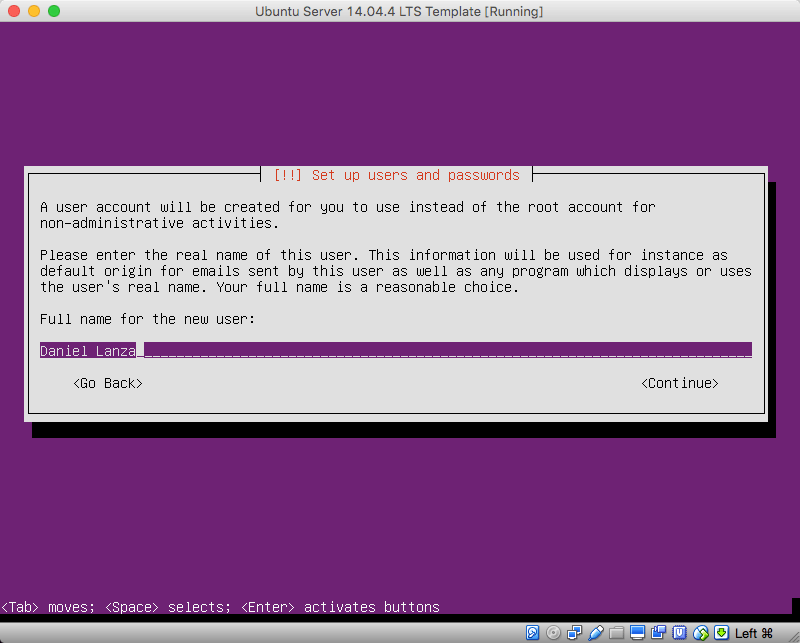 Ubuntu Server 14.04.4 LTS Template [Running]
[!!] Set up users and passwords
A user account will be created for you to use instead of the root account for
non-administrative activities.
Please enter the real name of this user. This information will be used for instance as
default origin for emails sent by this user as well as any program which displays or uses
the user's real name. Your full name is a reasonable choice.
Full name for the new user:
Daniel Lanza
<Go Back> <Continue>
<Tab> moves; <Space> selects; <Enter> activates buttons
Left ⌘